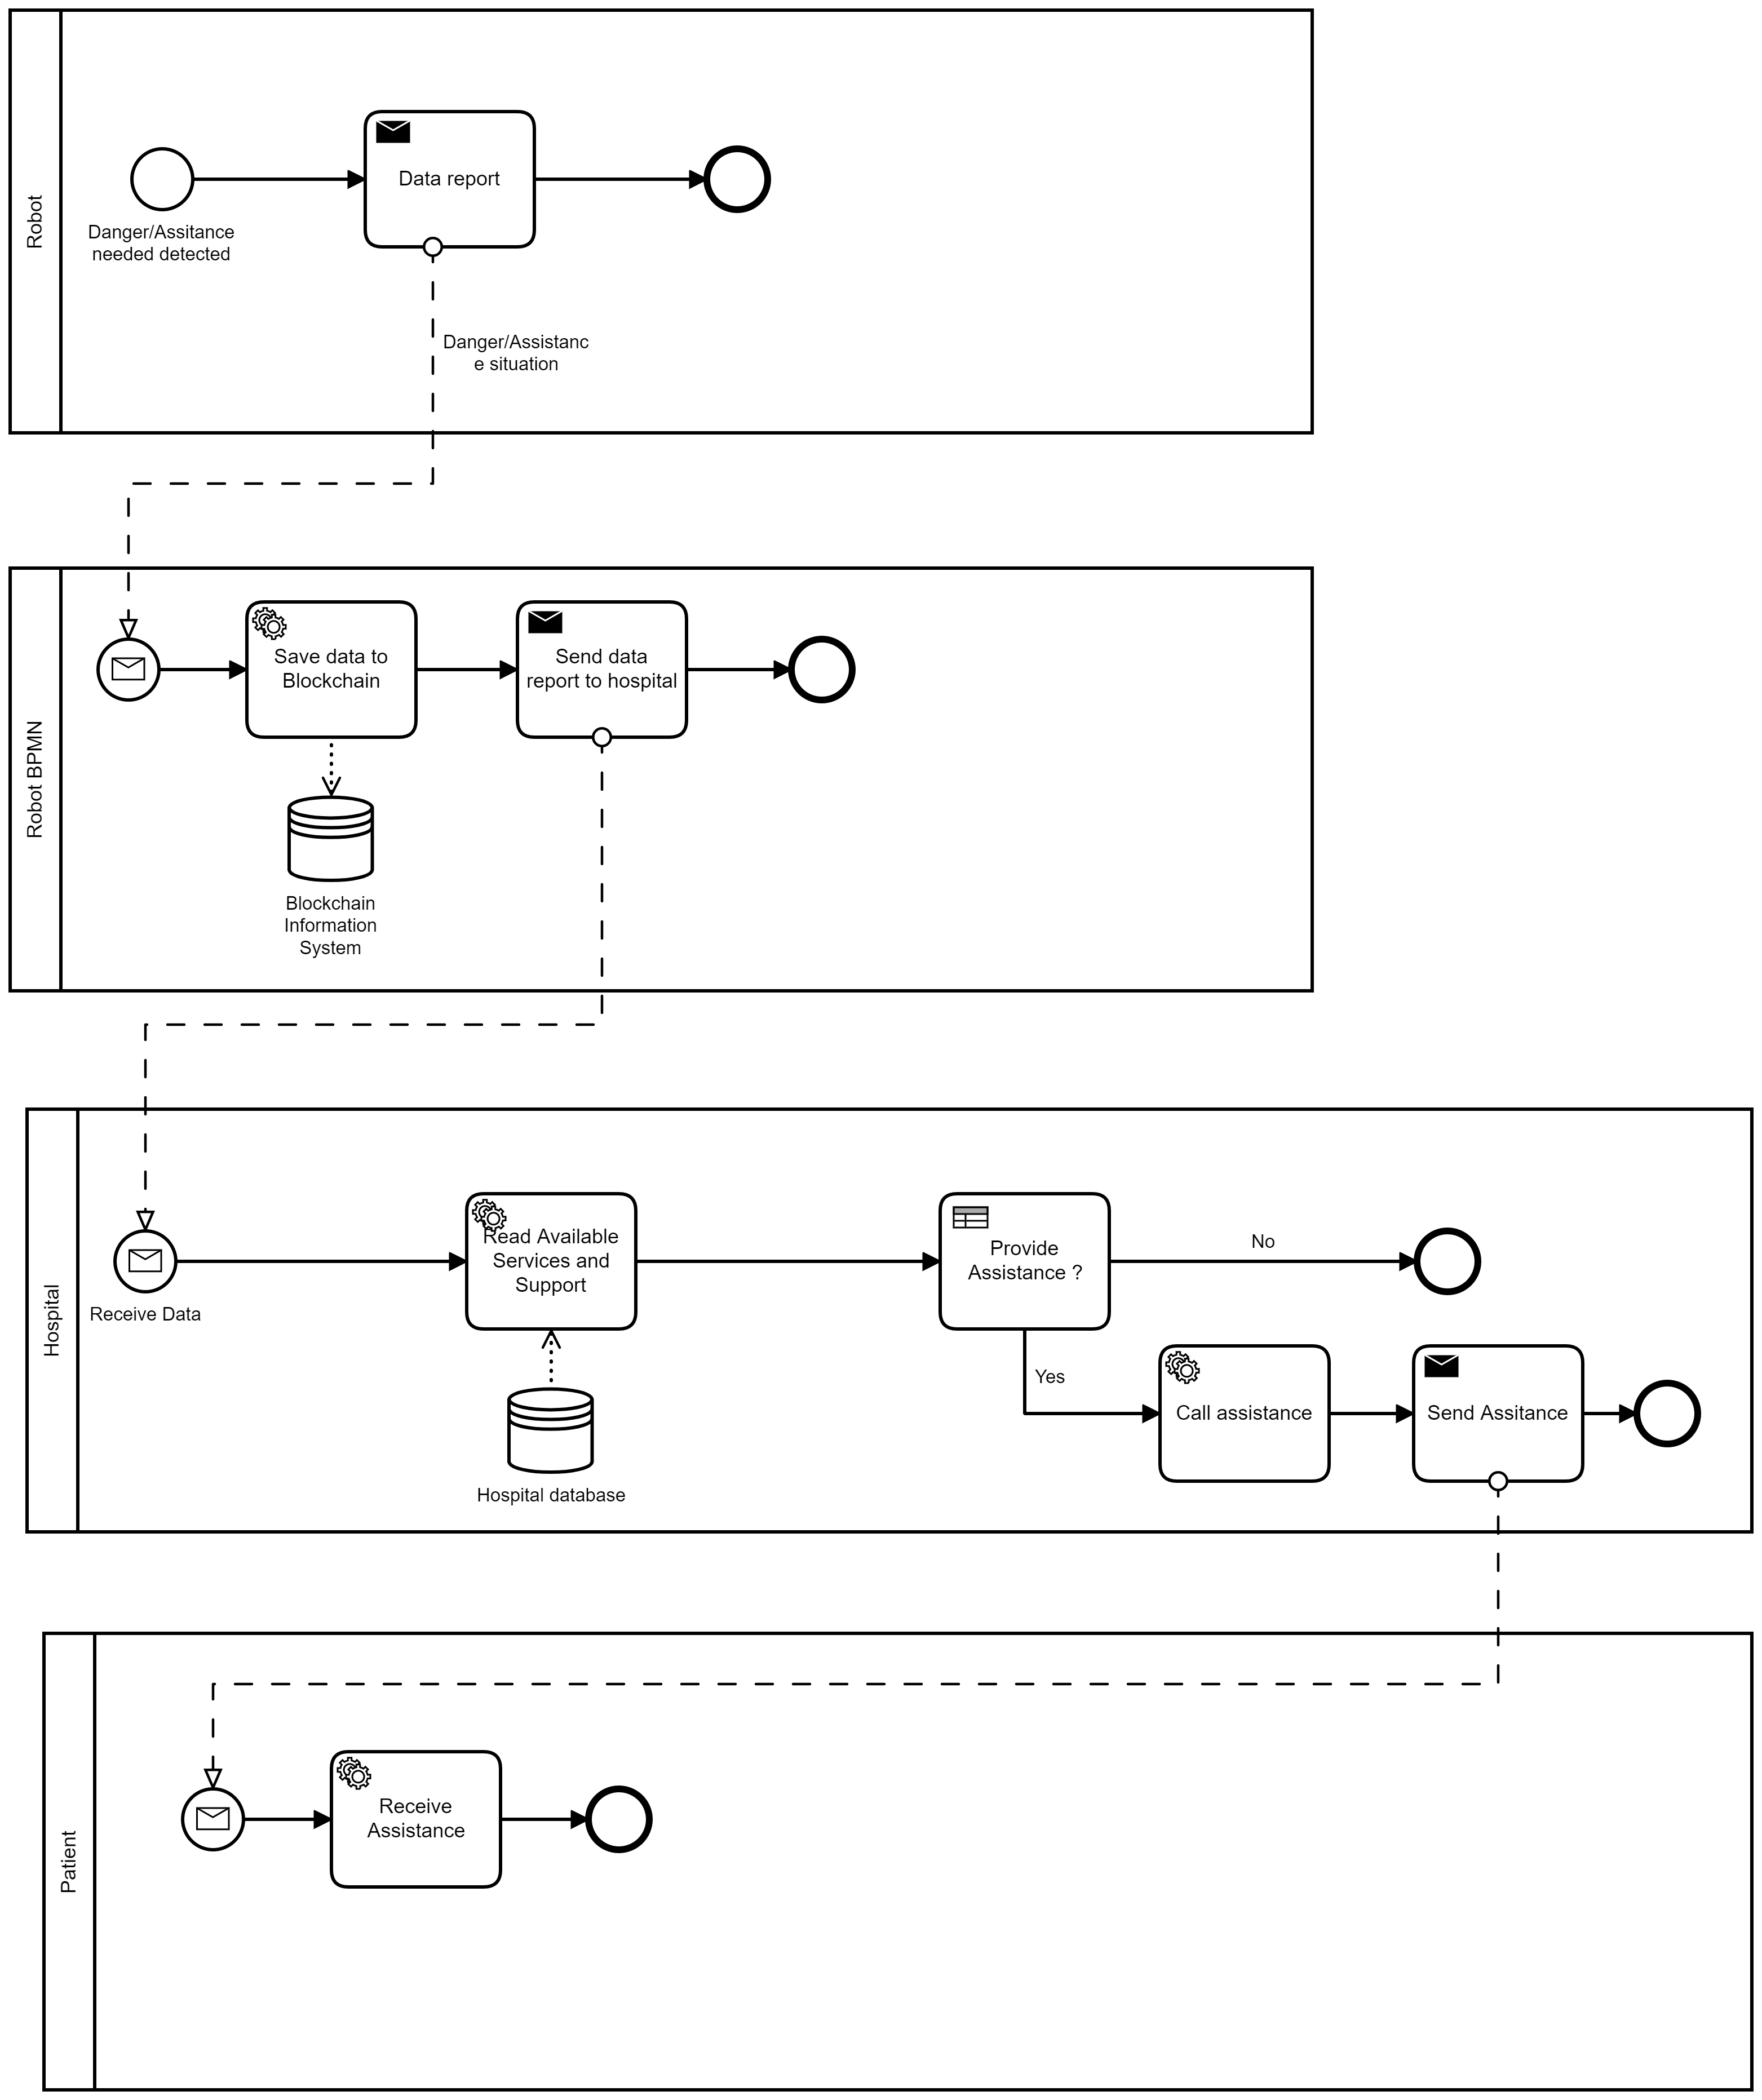 Robot
Data report
Danger/Assitance
needed detected
Danger/Assistanc
e situation
Robot BPMN
Save data to
Blockchain
Send data
report to hospital
Blockchain
Information
System
Hospital
Receive Data
Read Available
Services and
Support
Hospital database
Provide
Assistance ?
No
Yes
Call assistance
Send Assitance
Patient
Receive
Assistance